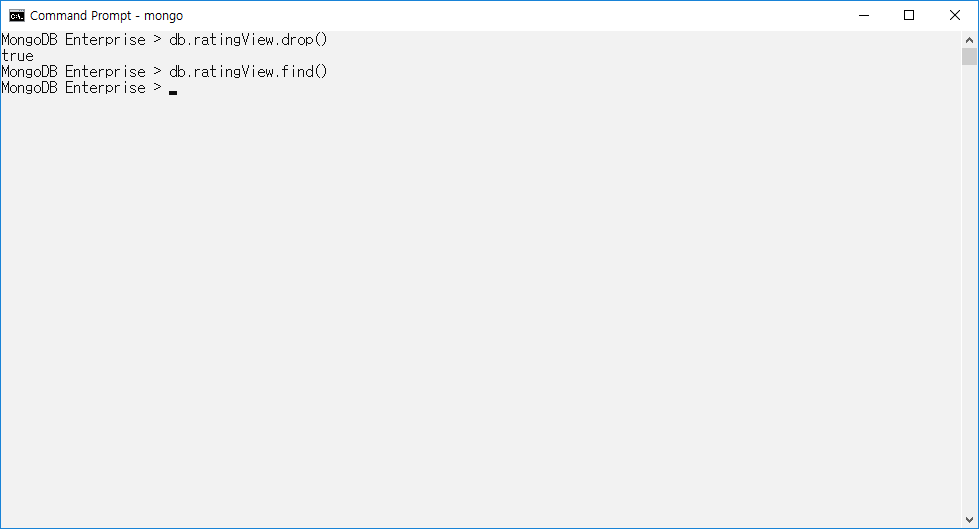 Command Prompt - mongo
MongoDB Enterprise > db.ratingView.drop()
true
MongoDB Enterprise > db.ratingView.find()
MongoDB Enterprise >